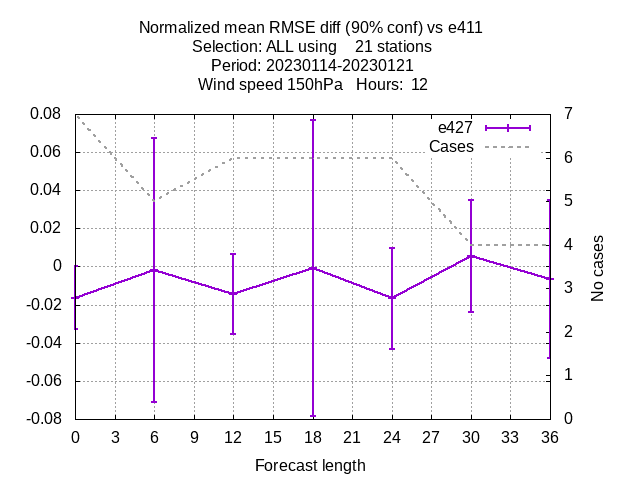 Normalized mean RMSE diff (90% conf) vs e411
Selection: ALL using    21 stations
Period: 20230114-20230121
Wind speed 150hPa   Hours:  12
0.08
0.06
0.04
0.02
0
-0.02
-0.04
-0.06
-0.08
e427
Cases
7
6
5
4
3
2
1
0
No cases
0 3 6 9 12 15 18 21 24 27 30 33 36
Forecast length